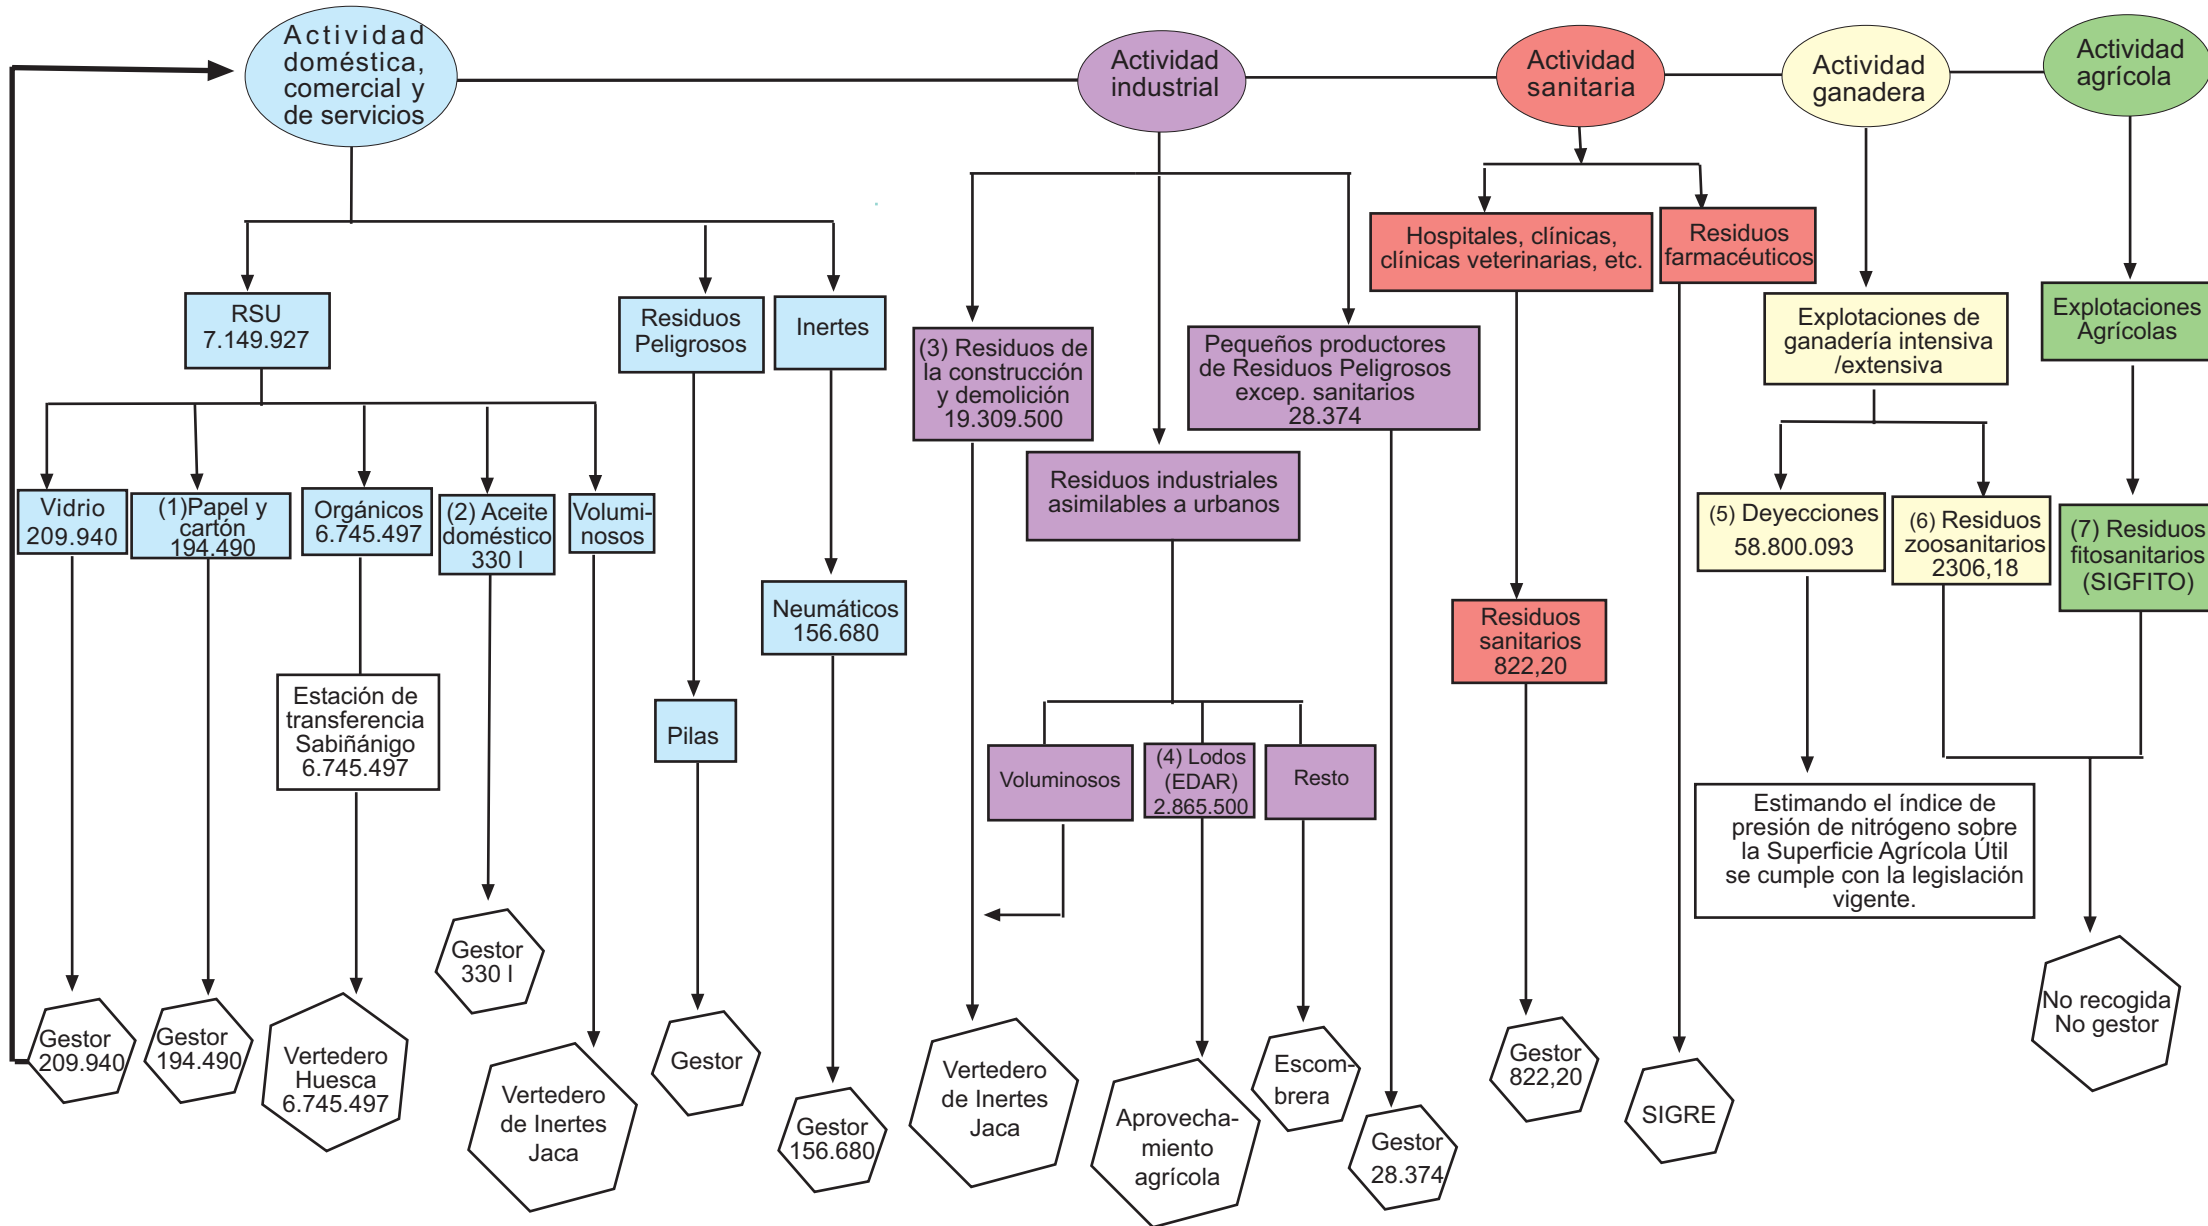 Actividad
doméstica,
comercial y
de servicios
Actividad
industrial
Actividad
sanitaria
Actividad
ganadera
Actividad
agrícola
RSU
7.149.927
Residuos
Peligrosos
Inertes
(3) Residuos de
la construcción
y demolición
19.309.500
Pequeños productores
de Residuos Peligrosos
excep. sanitarios
28.374
Hospitales, clínicas,
clínicas veterinarias, etc.
Residuos
farmacéuticos
Explotaciones de
ganadería intensiva
/extensiva
Explotaciones
Agrícolas
Vidrio
209.940
(1)Papel y
cartón
194.490
Orgánicos
6.745.497
(2) Aceite
doméstico
330 l
Volumi-
nosos
Residuos industriales
asimilables a urbanos
(5) Deyecciones
58.800.093
(6) Residuos
zoosanitarios
2306,18
(7) Residuos
fitosanitarios
(SIGFITO)
Neumáticos
156.680
Residuos
sanitarios
822,20
Estación de
transferencia
Sabiñánigo
6.745.497
Pilas
Voluminosos
(4) Lodos
(EDAR)
2.865.500
Resto
Estimando el índice de
presión de nitrógeno sobre
la Superficie Agrícola Útil
se cumple con la legislación
vigente.
Gestor
209.940
Gestor
194.490
Vertedero
Huesca
6.745.497
Gestor
330 l
Vertedero
de Inertes
Jaca
Gestor
Gestor
156.680
Vertedero
de Inertes
Jaca
Aprovecha-
miento
agrícola
Escom-
brera
Gestor
28.374
Gestor
822,20
SIGRE
No recogida
No gestor